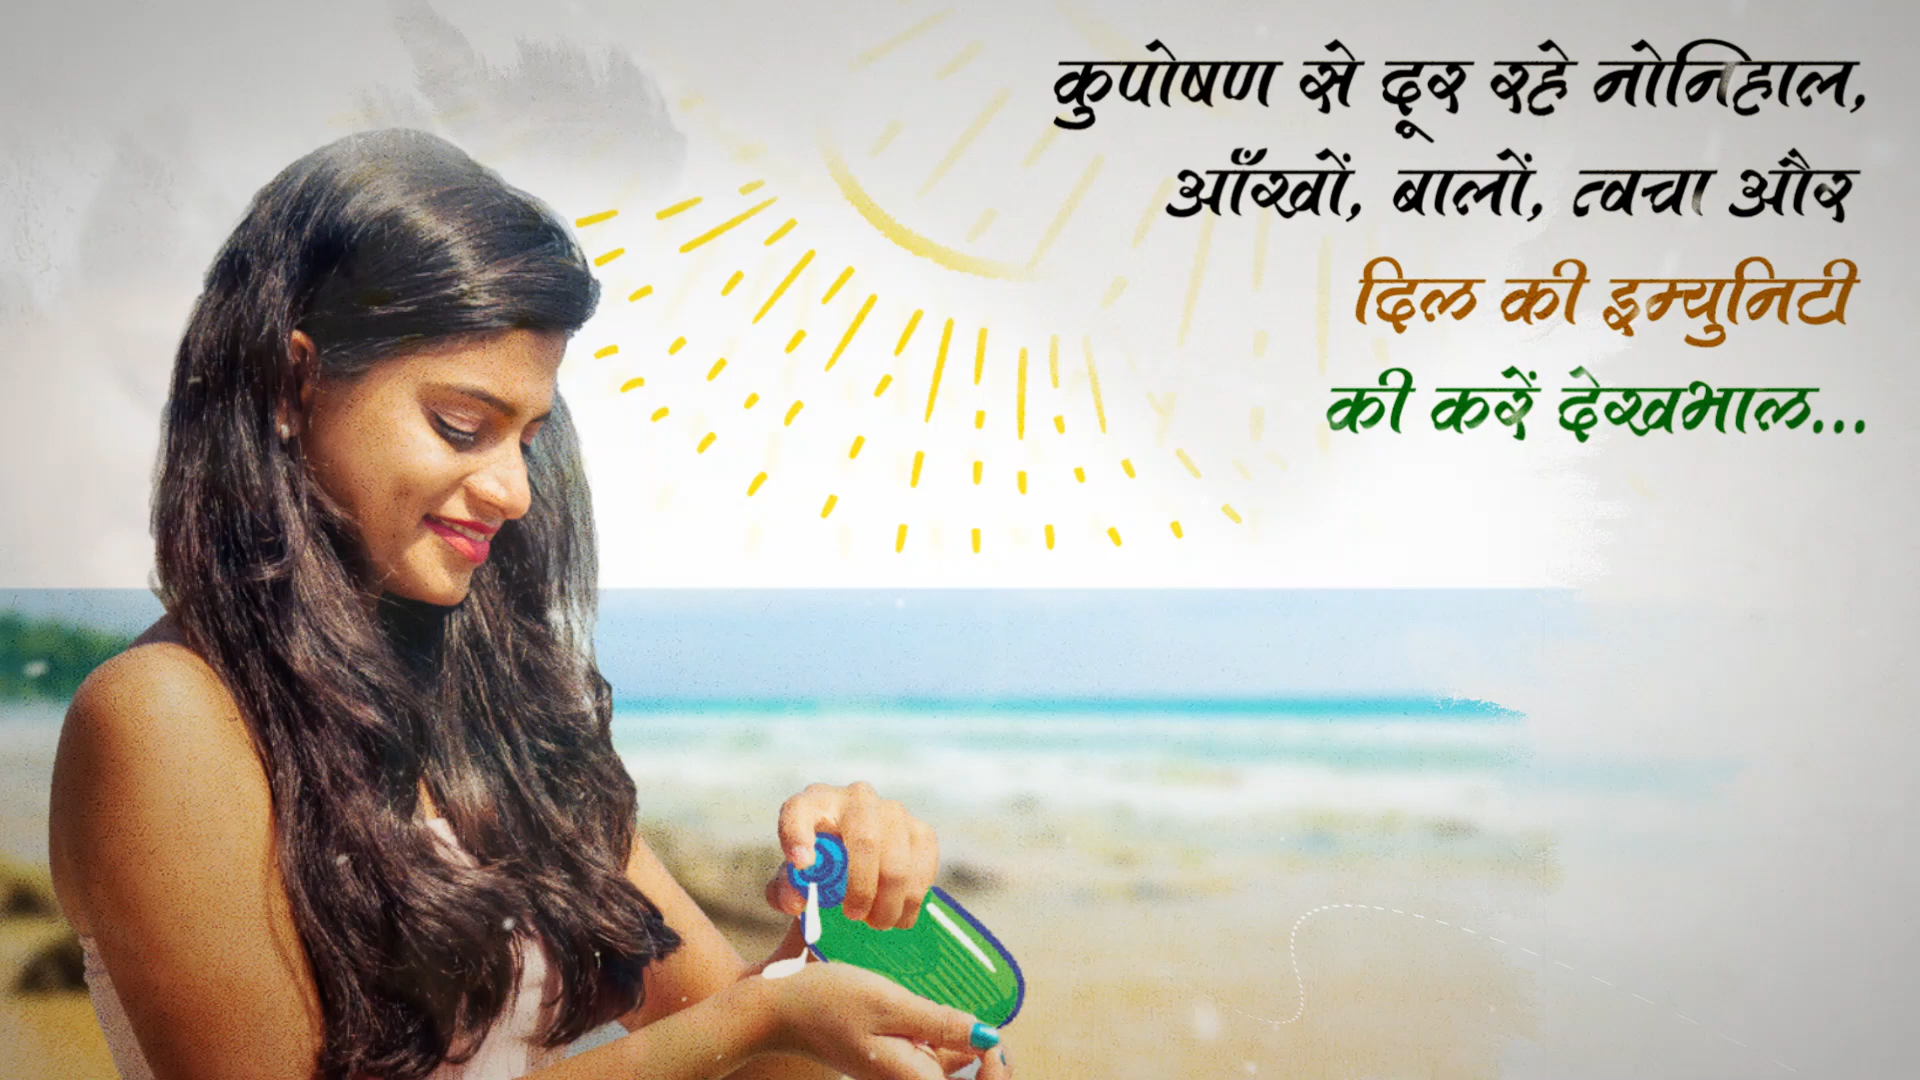 कुपोषण से दूर रहे नोनिहाल,
आँखों, बालों, त्वचा और
दिल की इम्युनिटी
की करें देखभाल...